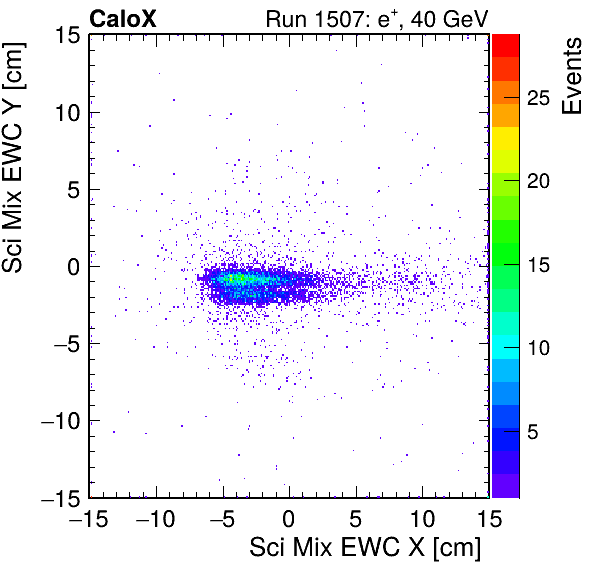 CaloX Run 1507: e+, 40 GeV
Sci Mix EWC Y [cm]
15
10
5
0
−5
−10
−15
−15 −10 −5 0 5 10 15
Sci Mix EWC X [cm]
Events
25
20
15
10
5